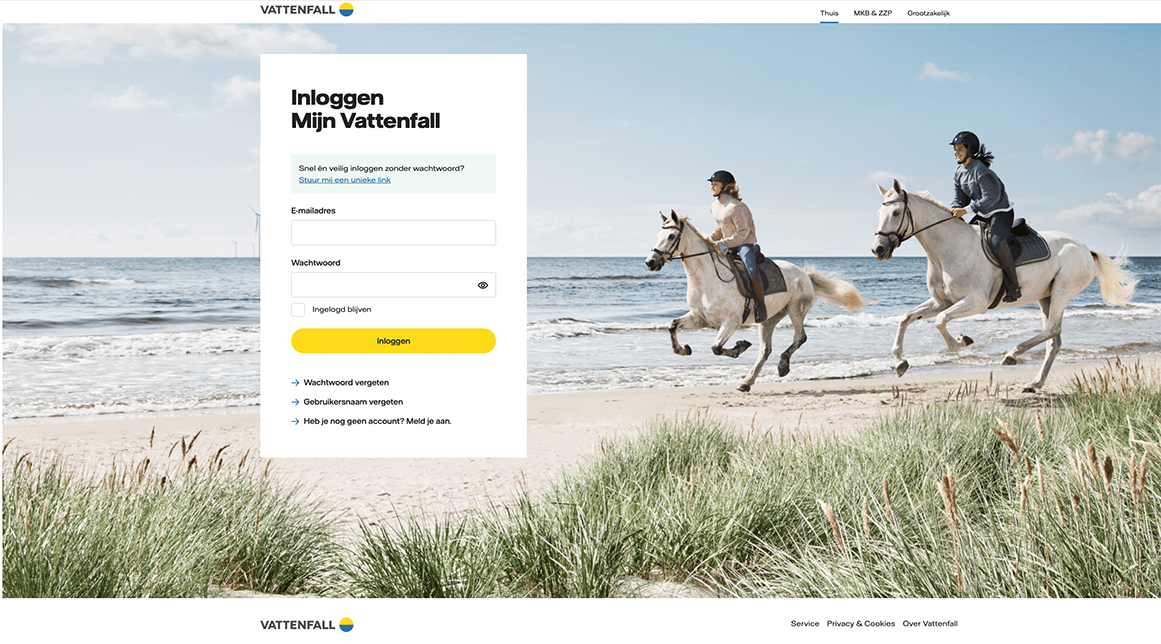 VATTENFALL
Thuis MKB & ZZP Grootzakelijk
Inloggen
Mijn Vattenfall
Snel èn veilig inloggen zonder wachtwoord?
Stuur mij een unieke link
E-mailadres
Wachtwoord
Ingelogd blijven
Inloggen
Wachtwoord vergeten
Gebruikersnaam vergeten
Heb je nog geen account? Meld je aan.
VATTENFALL
Service Privacy & Cookies Over Vattenfall